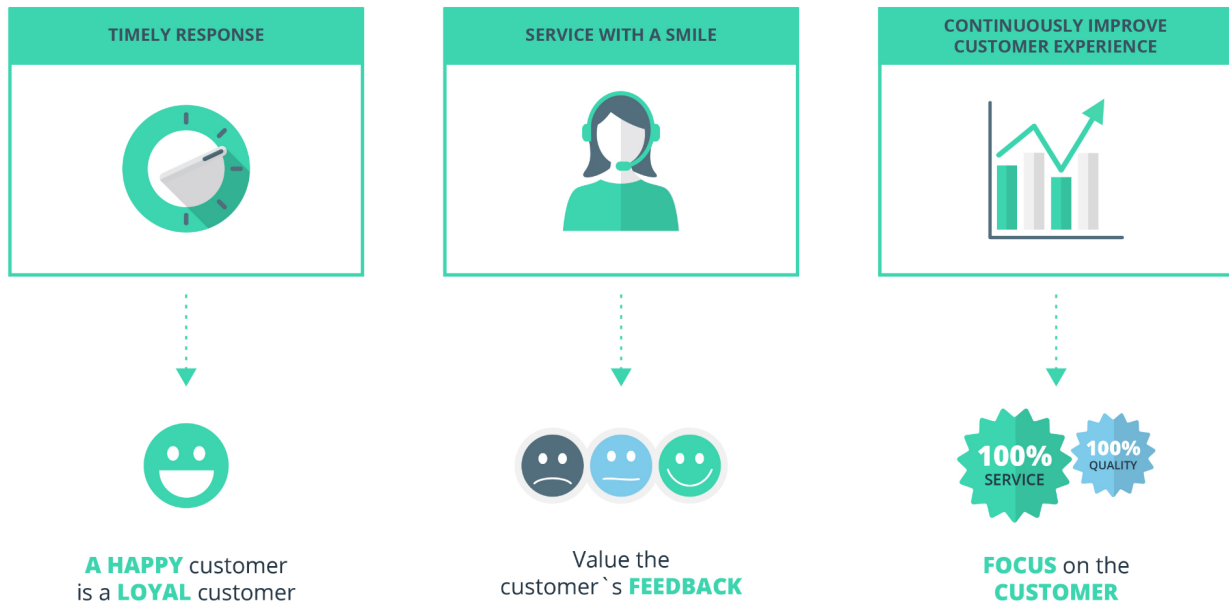 TIMELY RESPONSE
SERVICE WITH A SMILE
CONTINUOUSLY IMPROVE
CUSTOMER EXPERIENCE
100%
SERVICE
100%
QUALITY
A HAPPY customer
is a LOYAL customer
Value the
customer`s FEEDBACK
FOCUS on the
CUSTOMER